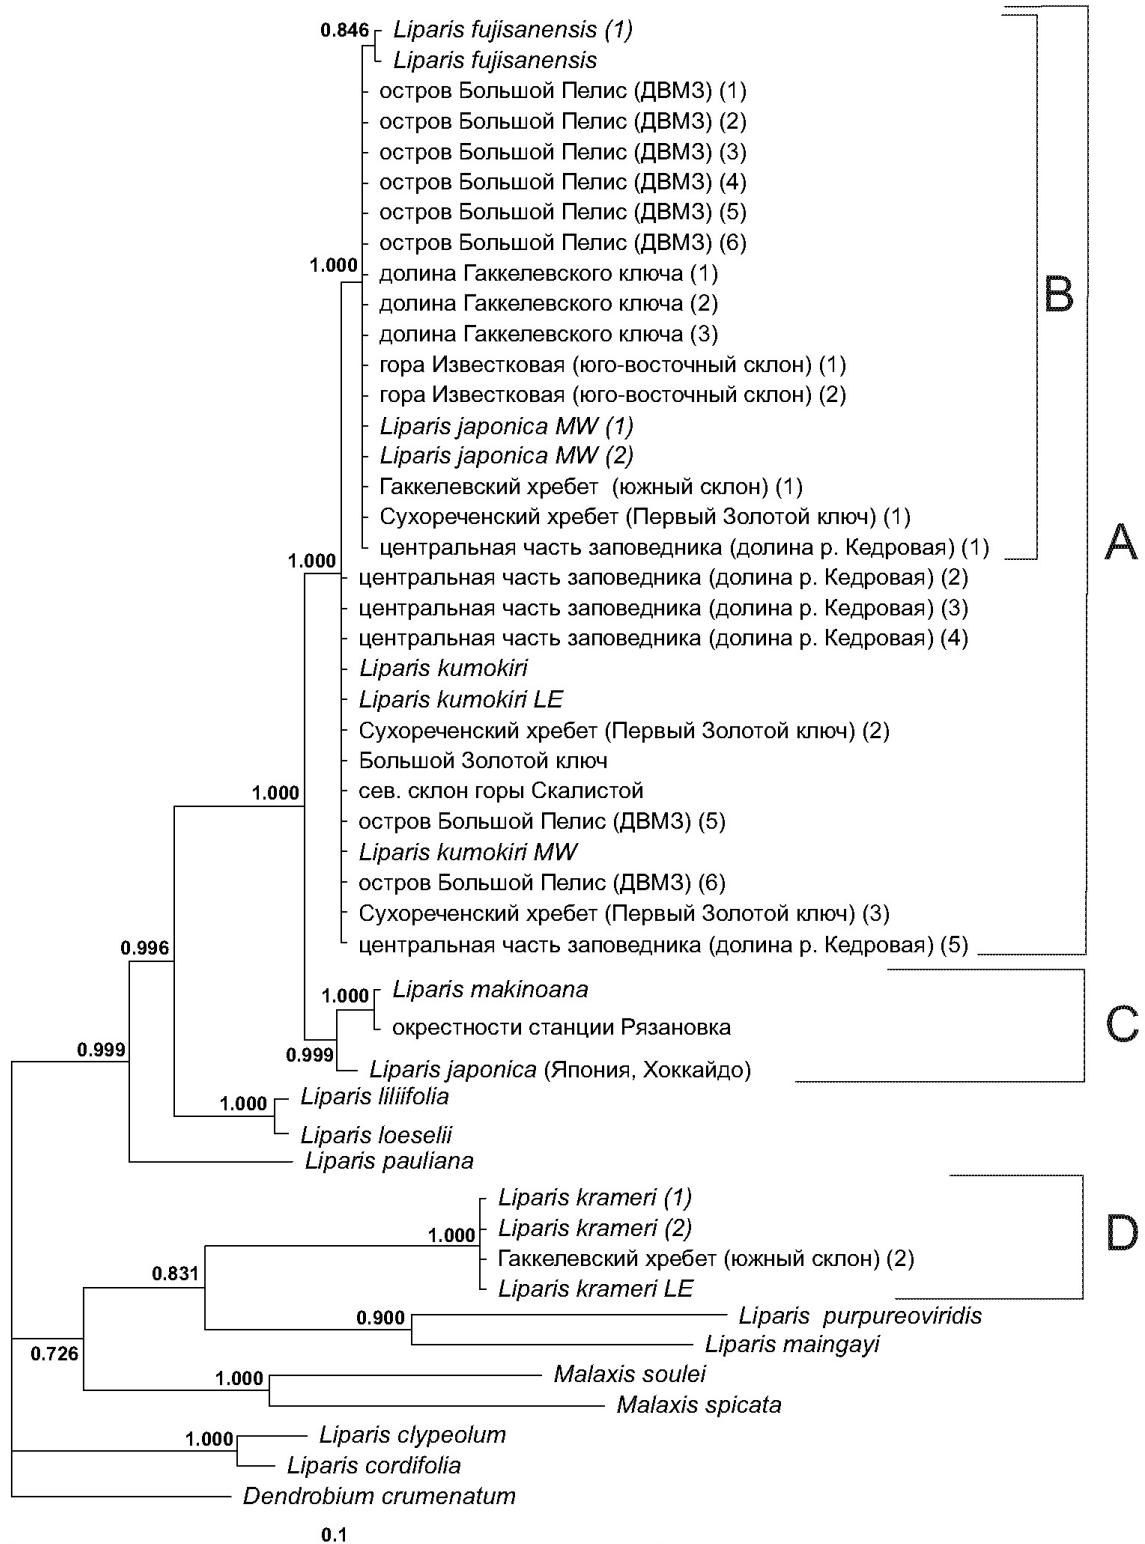 0.846
Liparis fujisanensis (1)
Liparis fujisanensis
остров Большой Пелис (ДВМЗ) (1)
остров Большой Пелис (ДВМЗ) (2)
остров Большой Пелис (ДВМЗ) (3)
остров Большой Пелис (ДВМЗ) (4)
остров Большой Пелис (ДВМЗ) (5)
остров Большой Пелис (ДВМЗ) (6)
1.000
долина Гаккелевского ключа (1)
B
долина Гаккелевского ключа (2)
долина Гаккелевского ключа (3)
гора Известковая (юго-восточный склон) (1)
гора Известковая (юго-восточный склон) (2)
Liparis japonica MW (1)
Liparis japonica MW (2)
Гаккелевский хребет (южный склон) (1)
Сухореченский хребет (Первый Золотой ключ) (1)
A
центральная часть заповедника (долина р. Кедровая) (1)
1.000
центральная часть заповедника (долина р. Кедровая) (2)
центральная часть заповедника (долина р. Кедровая) (3)
центральная часть заповедника (долина р. Кедровая) (4)
Liparis kumokiri
Liparis kumokiri LE
Сухореченский хребет (Первый Золотой ключ) (2)
Большой Золотой ключ
сев. склон горы Скалистой
1.000
остров Большой Пелис (ДВМЗ) (5)
Liparis kumokiri MW
остров Большой Пелис (ДВМЗ) (6)
Сухореченский хребет (Первый Золотой ключ) (3)
центральная часть заповедника (долина р. Кедровая) (5)
0.996
1.000
Liparis makinoana
C
окрестности станции Рязановка
0.999
0.999
Liparis japonica (Япония, Хоккайдо)
1.000
Liparis liliifolia
Liparis loeselii
Liparis pauliana
Liparis krameri (1)
Liparis krameri (2)
1.000
D
Гаккелевский хребет (южный склон) (2)
0.831
Liparis krameri LE
0.900
Liparis purpureoviridis
Liparis maingayi
0.726
1.000
Malaxis soulei
Malaxis spicata
1.000
Liparis clypeolum
Liparis cordifolia
Dendrobium crumenatum
0.1